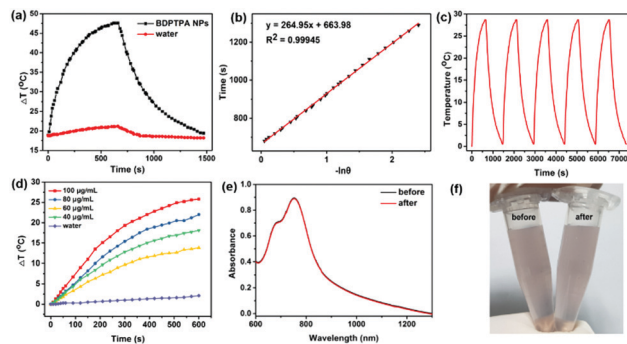 (a)
BDPTPA NPs
water
50
45
40
35
30
25
20
15
△T (°C)
0 500 1000 1500
Time (s)
(b)
y = 264.95x + 663.98
R² = 0.99945
1200
1000
800
600
Time (s)
0 1 2
-lnθ
(c)
30
25
20
15
10
5
0
Temperature (°C)
0 1000 2000 3000 4000 5000 6000 7000
Time (s)
(d)
100 μg/mL
80 μg/mL
60 μg/mL
40 μg/mL
water
35
30
25
20
15
10
5
0
△T (°C)
0 100 200 300 400 500 600
Time (s)
(e)
before
after
1.0
0.8
0.6
0.4
0.2
0.0
Absorbance
600 800 1000 1200
Wavelength (nm)
(f)
before after